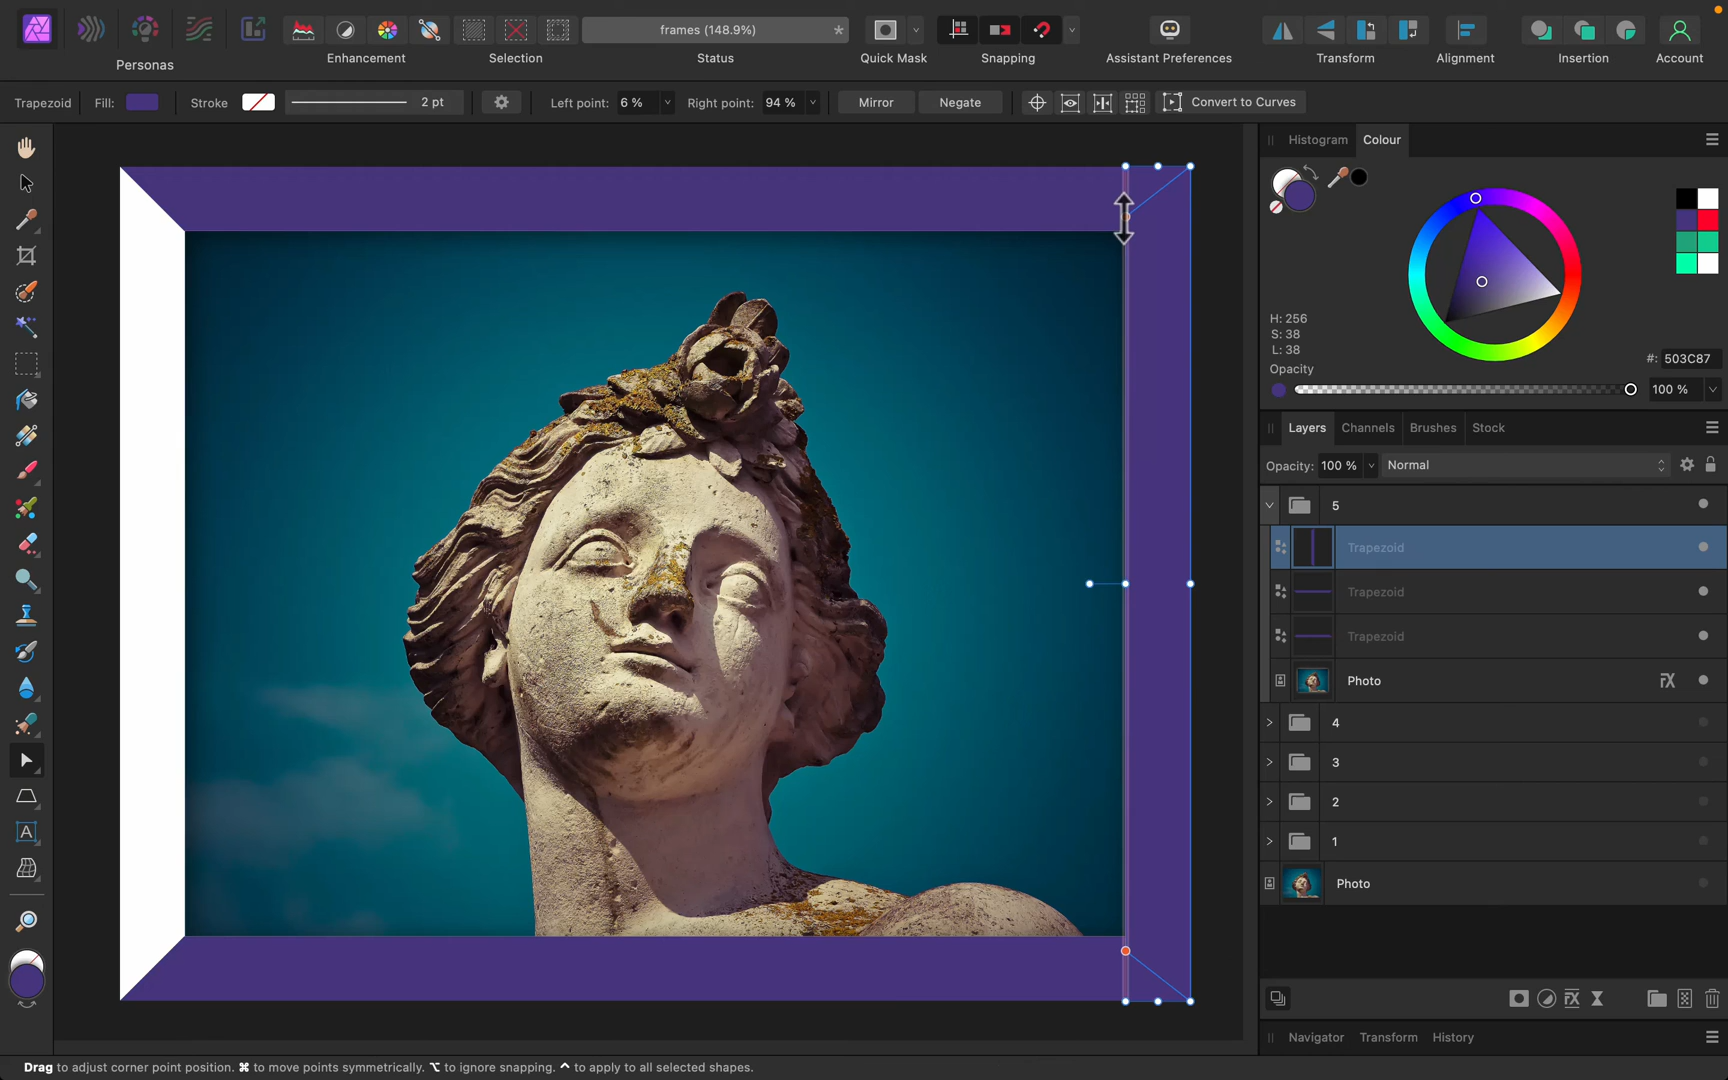 frames (148.9%)
*
Personas
Enhancement
Selection
Status
Quick Mask
Snapping
Assistant Preferences
Transform
Alignment
Insertion
Account
Trapezoid
Fill:
Stroke
2 pt
Left point: 6 %
Right point: 94 %
Mirror
Negate
Convert to Curves
Histogram
Colour
H: 256
S: 38
L: 38
#: 503C87
Opacity
100 %
Layers
Channels
Brushes
Stock
Opacity: 100 %
Normal
5
Trapezoid
Trapezoid
Trapezoid
Photo
FX
4
3
2
1
Photo
A
FX
Navigator
Transform
History
Drag to adjust corner point position. ⌘ to move points symmetrically. ⌥ to ignore snapping. ^ to apply to all selected shapes.